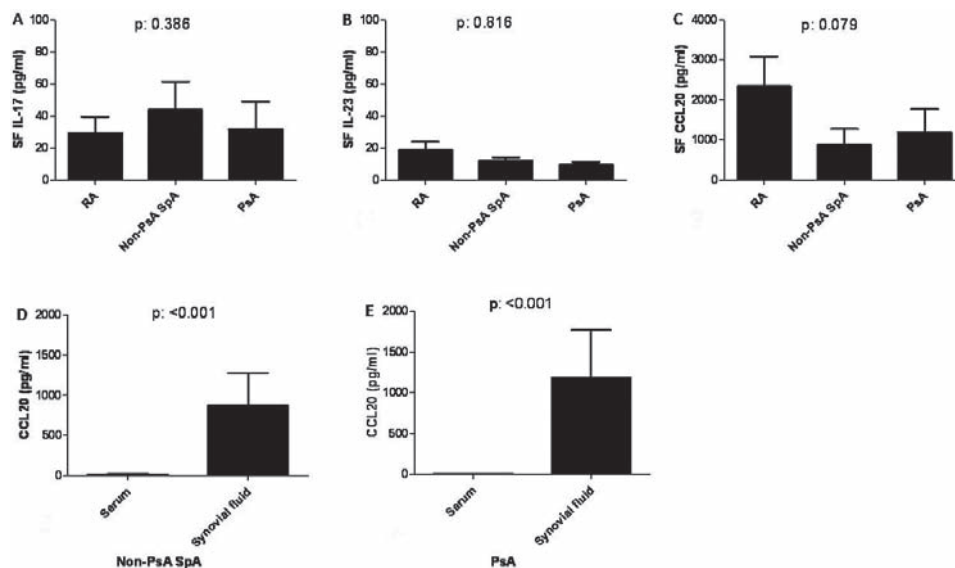 A
p: 0.386
SF IL-17 (pg/ml)
100
80
60
40
20
0
RA
Non-PsA SpA
PsA
B
p: 0.816
SF IL-23 (pg/ml)
100
80
60
40
20
0
RA
Non-PsA SpA
PsA
C
p: 0.079
SF CCL20 (pg/ml)
4000
3000
2000
1000
0
RA
Non-PsA SpA
PsA
D
p: <0.001
CCL20 (pg/ml)
2000
1500
1000
500
0
Serum
Synovial fluid
Non-PsA SpA
E
p: <0.001
CCL20 (pg/ml)
2000
1500
1000
500
0
Serum
Synovial fluid
PsA